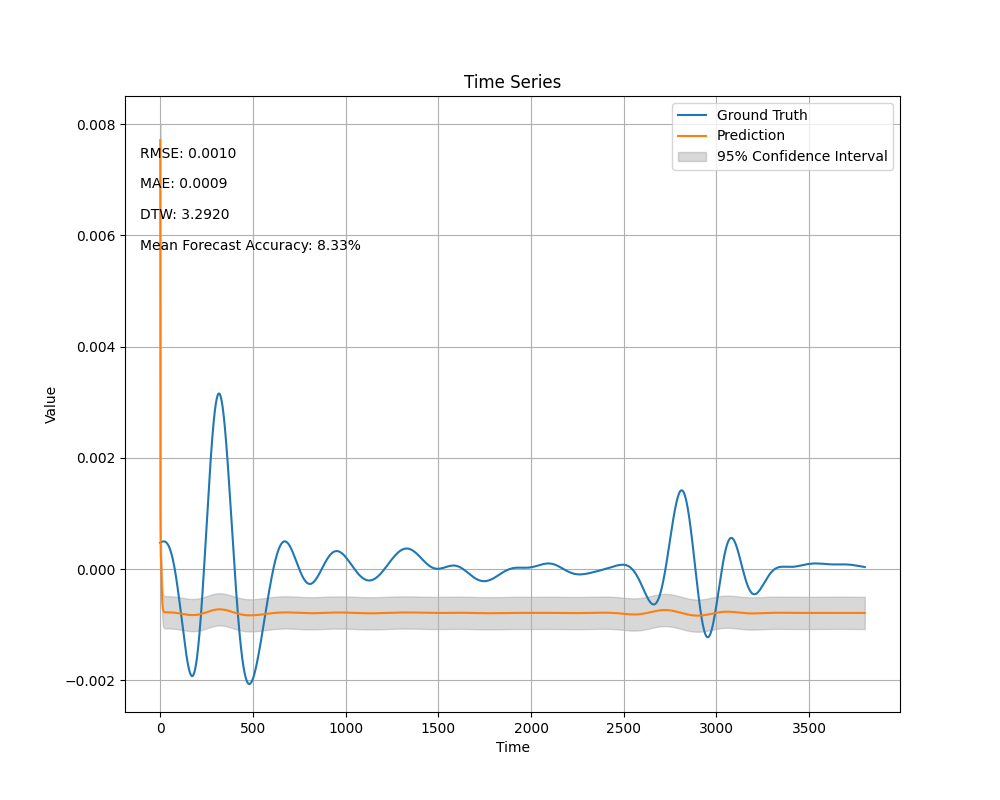 Time Series
Ground Truth
Prediction
95% Confidence Interval
RMSE: 0.0010
MAE: 0.0009
DTW: 3.2920
Mean Forecast Accuracy: 8.33%
Value
0.008
0.006
0.004
0.002
0.000
−0.002
0 500 1000 1500 2000 2500 3000 3500
Time